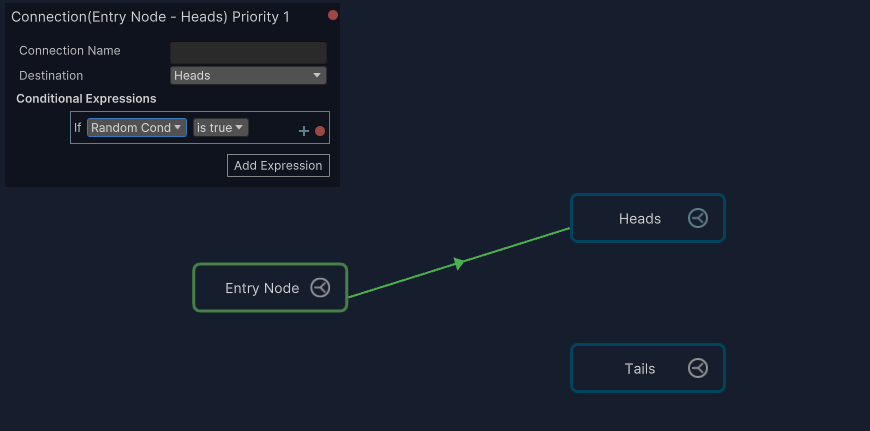 Connection(Entry Node - Heads) Priority 1
Connection Name
Destination Heads
Conditional Expressions
If Random Cond is true +
Add Expression
Heads
Entry Node
Tails